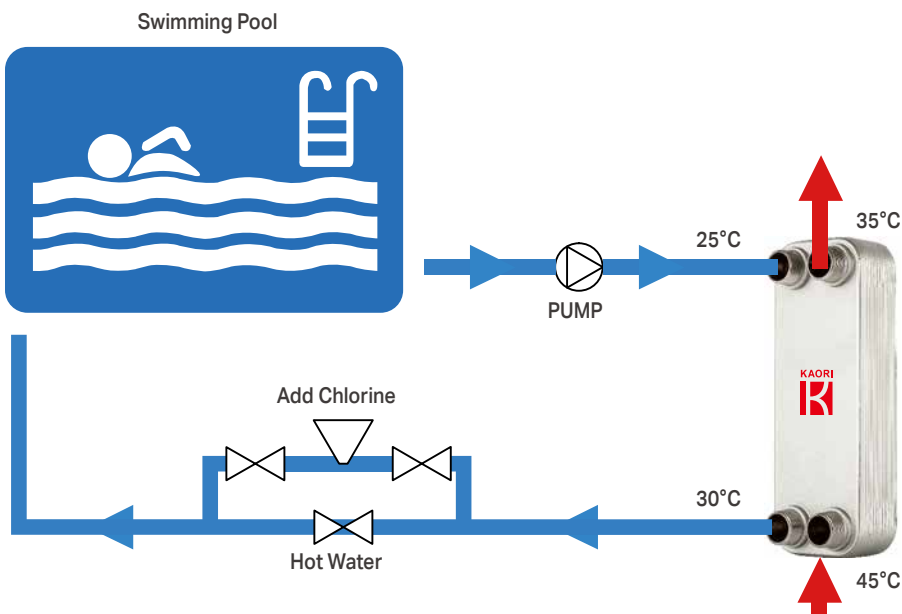 Swimming Pool
25°C
35°C
PUMP
KAORI
Add Chlorine
30°C
Hot Water
45°C